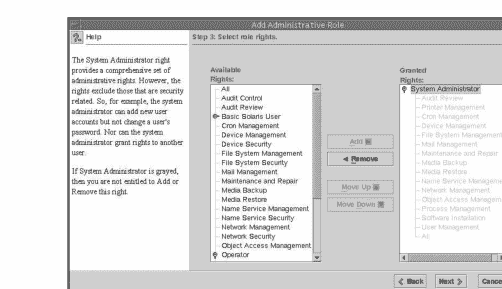 Add Administrative Role
Help
Step 3: Select role rights.
The System Administrator right
provides a comprehensive set of
administrative rights. However, the
rights exclude those that are security
related. So, for example, the system
administrator can add new user
accounts but not change a user's
password. Nor can the system
administrator grant rights to another
user.
If System Administrator is grayed,
then you are not entitled to Add or
Remove this right.
Available
Rights:
All
Audit Control
Audit Review
Basic Solaris User
Cron Management
Device Management
Device Security
File System Management
File System Security
Mail Management
Maintenance and Repair
Media Backup
Media Restore
Name Service Management
Name Service Security
Network Management
Network Security
Object Access Management
Operator
Add
Remove
Move Up
Move Down
Granted
Rights:
System Administrator
Audit Review
Printer Management
Cron Management
Device Management
File System Management
Mail Management
Maintenance and Repair
Media Backup
Media Restore
Name Service Manageme
Network Management
Object Access Managem
Process Management
Software Installation
User Management
All
Back
Next
Cance